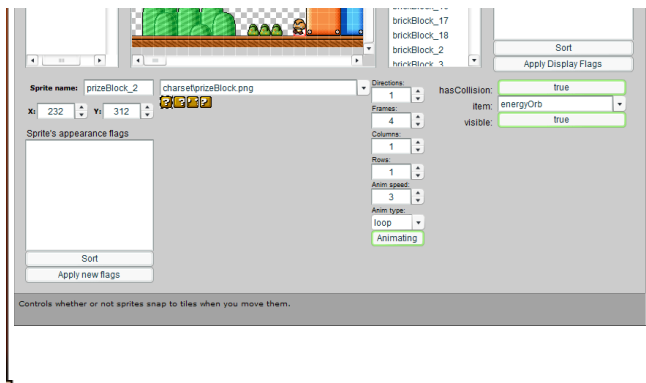 brickBlock_16
brickBlock_17
brickBlock_18
brickBlock_2
brickBlock_3
Sort
Apply Display Flags
Sprite name: prizeBlock_2 charset\prizeBlock.png
X: 232 Y: 312
Sprite's appearance flags
Sort
Apply new flags
Directions:
1
Frames:
4
Columns:
1
Rows:
1
Anim speed:
3
Anim type:
loop
Animating
hasCollision: true
item: energyOrb
visible: true
Controls whether or not sprites snap to tiles when you move them.